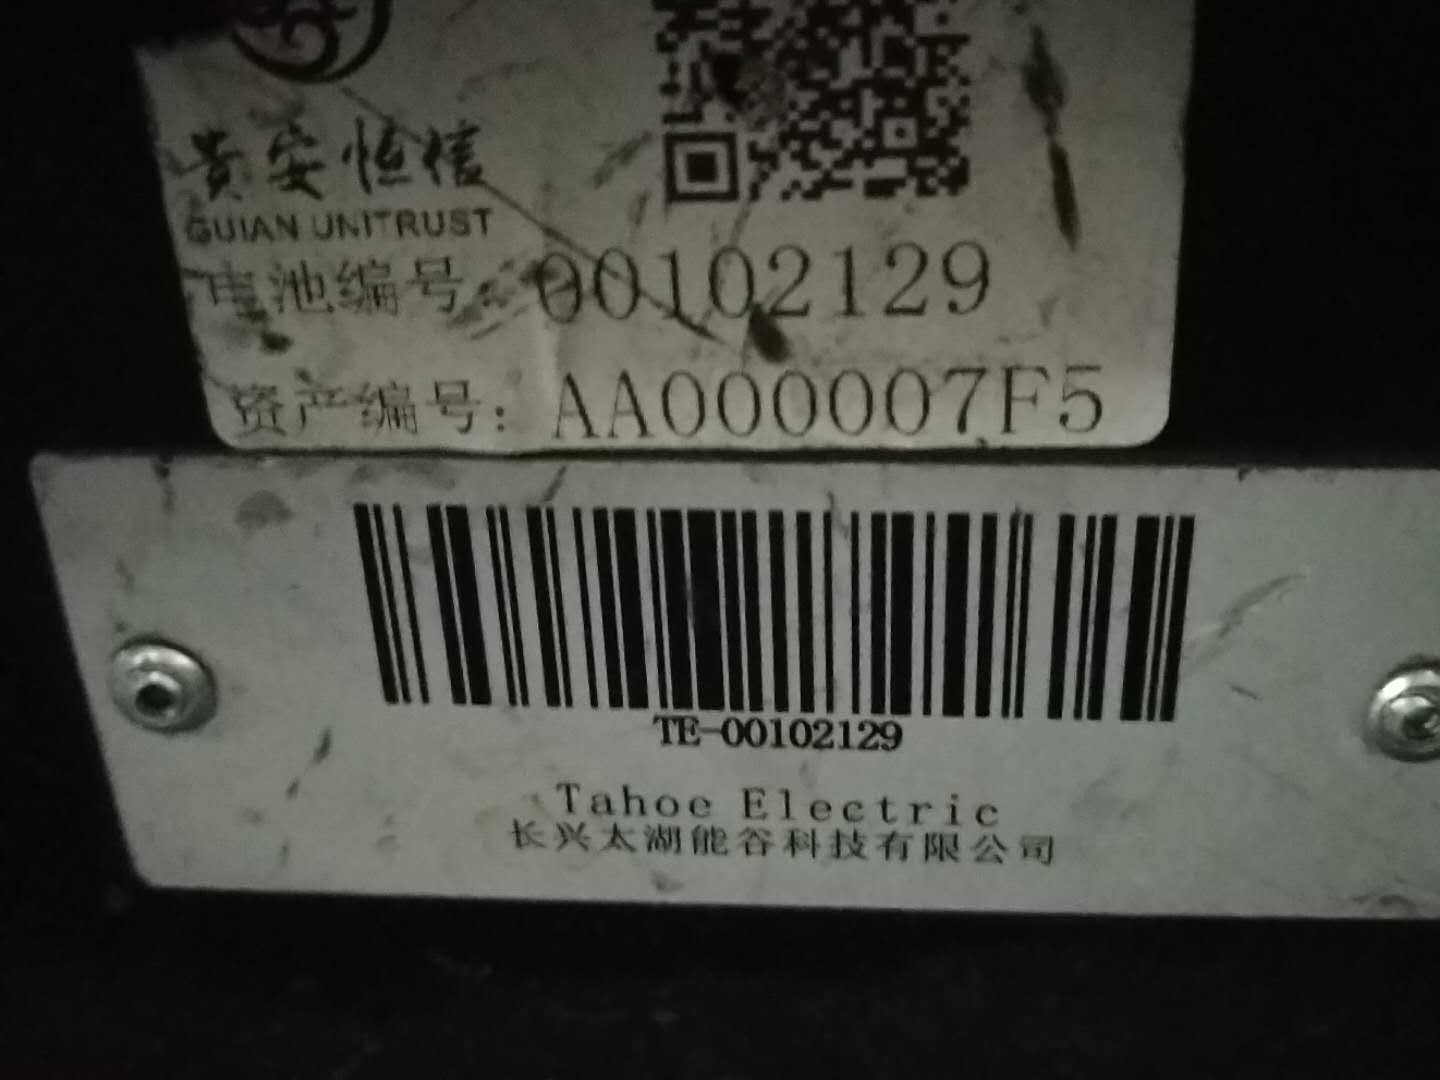 贵安恒信
GUIAN UNITRUST
电池编号:00102129
资产编号:AA000007F5
TE-00102129
Tahoe Electric
长兴太湖能谷科技有限公司